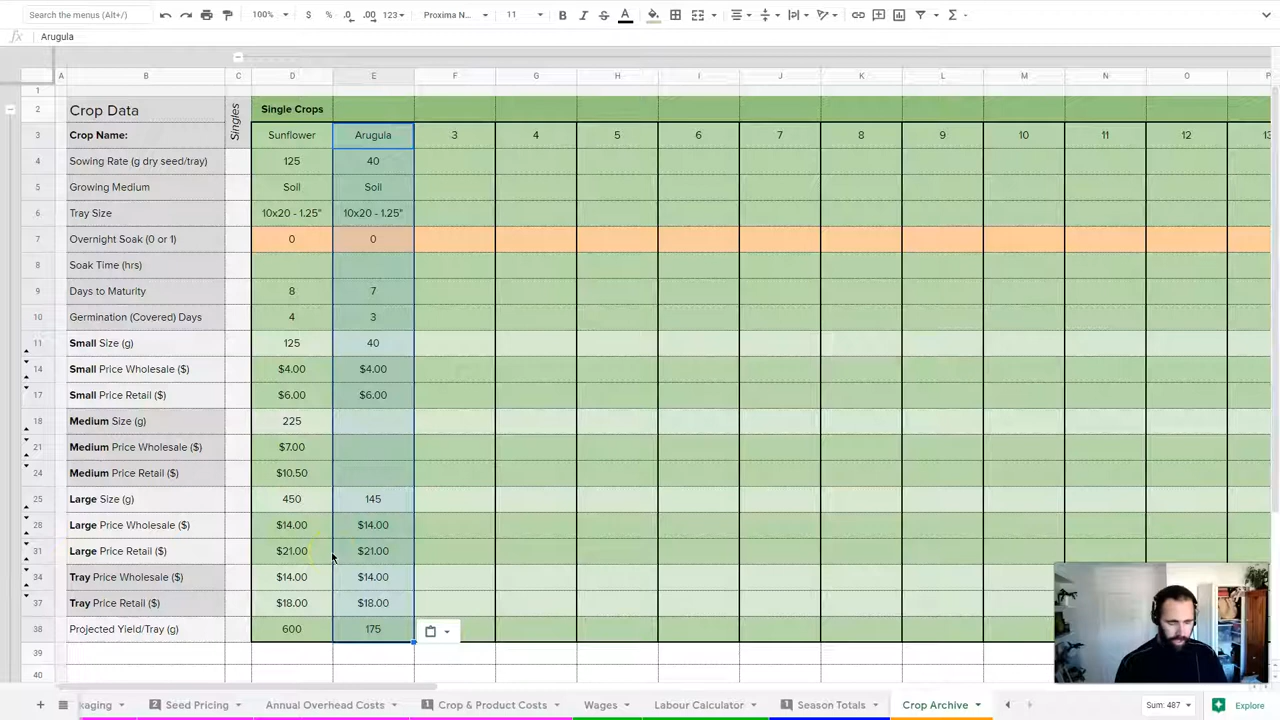 Search the menus (Alt+/) 100% $ % .0 .00 123 Proxima N... 11 B I S A Σ
fx Arugula
A B C D E F G H I J K L M N O P
1
2 Crop Data Singles Single Crops
3 Crop Name: Sunflower Arugula 3 4 5 6 7 8 9 10 11 12 13
4 Sowing Rate (g dry seed/tray) 125 40
5 Growing Medium Soil Soil
6 Tray Size 10x20 - 1.25" 10x20 - 1.25"
7 Overnight Soak (0 or 1) 0 0
8 Soak Time (hrs)
9 Days to Maturity 8 7
10 Germination (Covered) Days 4 3
11 Small Size (g) 125 40
14 Small Price Wholesale ($) $4.00 $4.00
17 Small Price Retail ($) $6.00 $6.00
18 Medium Size (g) 225
21 Medium Price Wholesale ($) $7.00
24 Medium Price Retail ($) $10.50
25 Large Size (g) 450 145
28 Large Price Wholesale ($) $14.00 $14.00
31 Large Price Retail ($) $21.00 $21.00
34 Tray Price Wholesale ($) $14.00 $14.00
37 Tray Price Retail ($) $18.00 $18.00
38 Projected Yield/Tray (g) 600 175
39
40
+ kaging 2 Seed Pricing Annual Overhead Costs 1 Crop & Product Costs Wages Labour Calculator 1 Season Totals Crop Archive Sum: 487 Explore